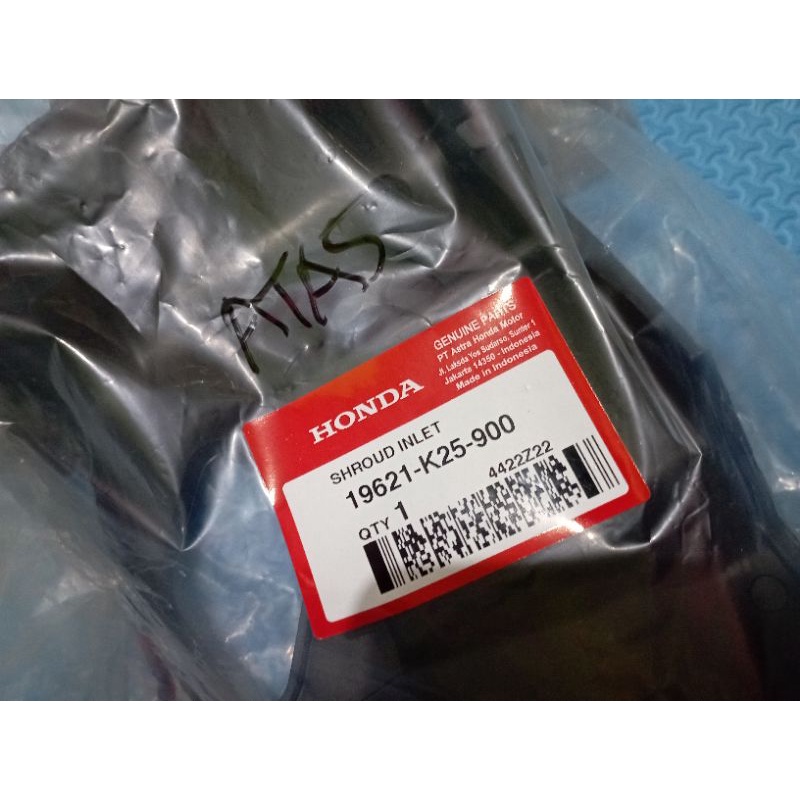 ATAS
GENUINE PARTS
PT Astra Honda Motor
Jl. Laksda Yos Sudarso, Sunter 1
Jakarta 14350 - Indonesia
Made in Indonesia
HONDA
SHROUD INLET
19621-K25-900
4422Z22
QTY 1